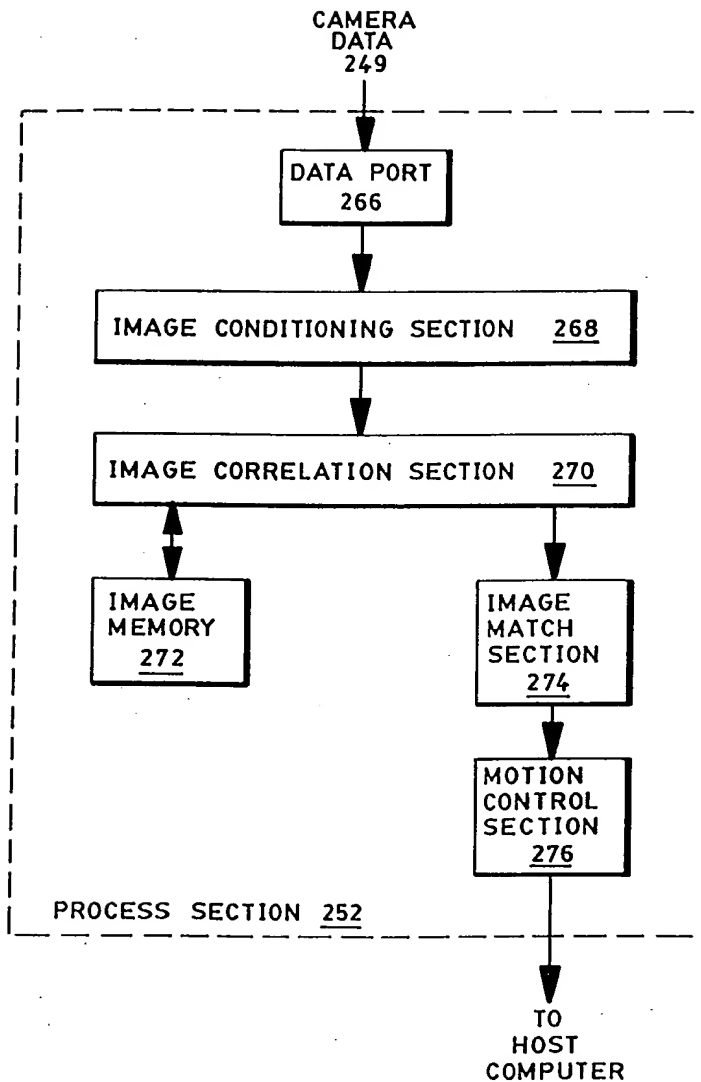 CAMERA
DATA
249
DATA PORT
266
IMAGE CONDITIONING SECTION 268
IMAGE CORRELATION SECTION 270
IMAGE
MEMORY
272
IMAGE
MATCH
SECTION
274
MOTION
CONTROL
SECTION
276
PROCESS SECTION 252
TO
HOST
COMPUTER